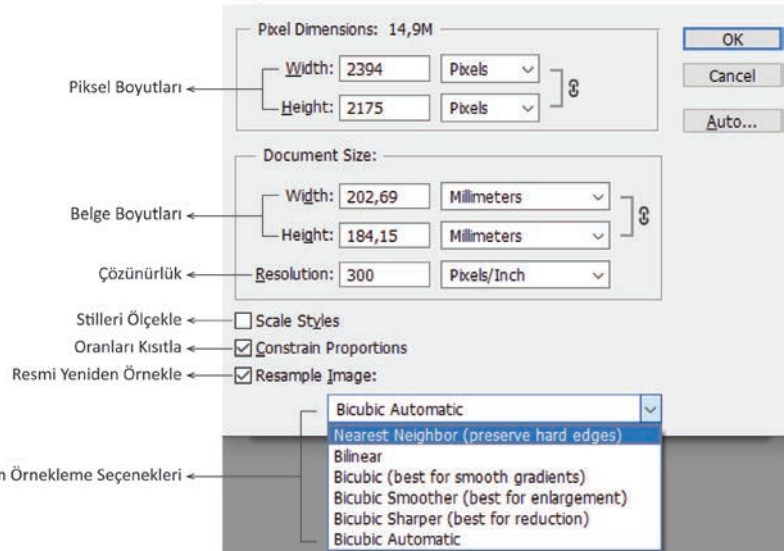 Pixel Dimensions: 14,9M
OK
Piksel Boyutları
Width: 2394 Pixels
Cancel
Height: 2175 Pixels
Auto...
Document Size:
Belge Boyutları
Width: 202,69 Millimeters
Height: 184,15 Millimeters
Çözünürlük
Resolution: 300 Pixels/Inch
Stilleri Ölçekle
Scale Styles
Oranları Kısıtla
Constrain Proportions
Resmi Yeniden Örnekle
Resample Image:
Bicubic Automatic
Nearest Neighbor (preserve hard edges)
Bilinear
Örnekleme Seçenekleri
Bicubic (best for smooth gradients)
Bicubic Smoother (best for enlargement)
Bicubic Sharper (best for reduction)
Bicubic Automatic